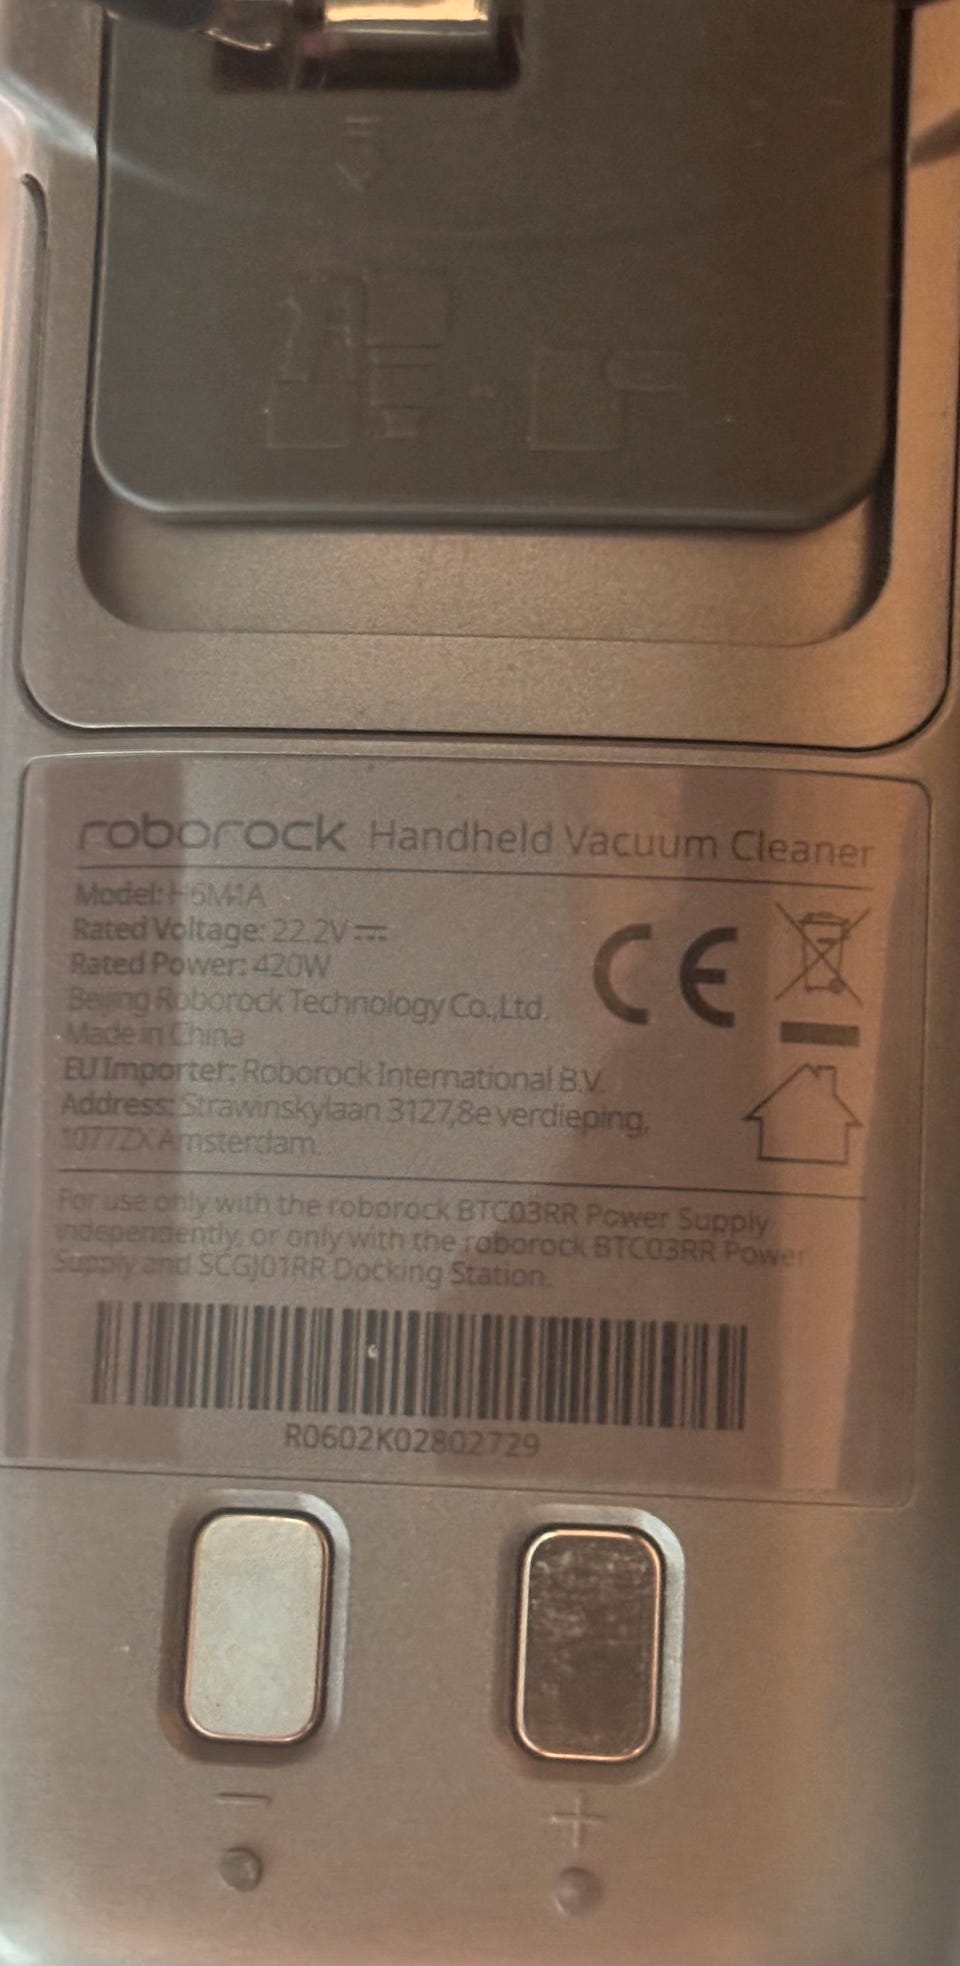 roborock Handheld Vacuum Cleaner
Model: H6M1A
Rated Voltage: 22.2V⎓
Rated Power: 420W
Beijing Roborock Technology Co.,Ltd.
Made in China
EU Importer: Roborock International B.V.
Address: Strawinskylaan 3127,8e verdieping,
1077ZX Amsterdam.
CE
For use only with the roborock BTC03RR Power Supply
independently, or only with the roborock BTC03RR Power
Supply and SCGJ01RR Docking Station.
R0602K02802729
− +